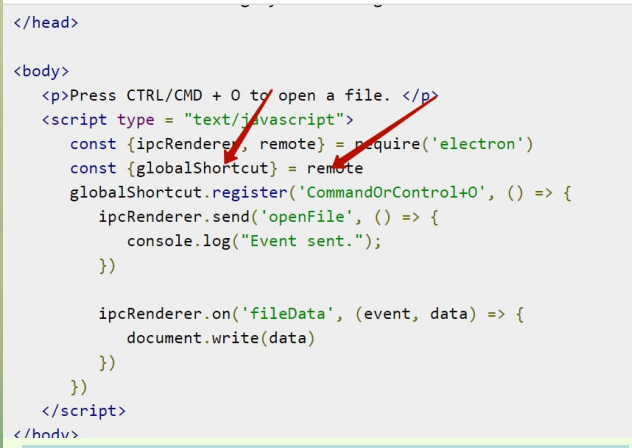 </head>
<body>
<p>Press CTRL/CMD + O to open a file. </p>
<script type = "text/javascript">
const {ipcRenderer, remote} = require('electron')
const {globalShortcut} = remote
globalShortcut.register('CommandOrControl+O', () => {
ipcRenderer.send('openFile', () => {
console.log("Event sent.");
})
ipcRenderer.on('fileData', (event, data) => {
document.write(data)
})
})
</script>
</body>